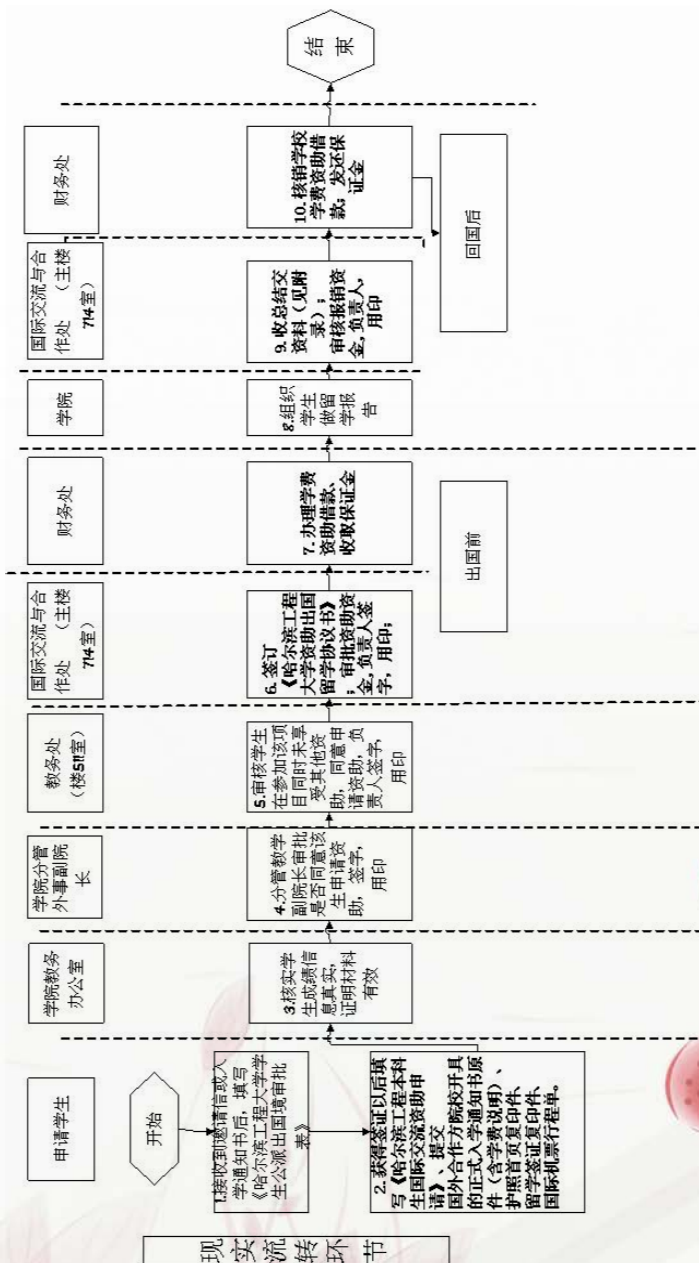 现实流转环节
申请学生
开始
1.接收到邀请信或入
学通知书后，填写
《哈尔滨工程大学学
生公派出国境审批
表》
2.获得签证以后填
写《哈尔滨工程本科
生国际交流资助申
请》、提交
国外合作方院校开具
的正式入学通知书原
件（含学费说明）、
护照首页复印件、
留学签证复印件、
国际机票行程单。
学院教务
办公室
3.核实学
生成绩信
息真实，
证明材料
有效
学院分管
外事副院
长
4.分管教学
副院长审批
是否同意该
生申请资
助，签字，
用印
教务处
（楼511室）
5.审核学生
在参加该项
目同时未享
受其他资
助，同意申
请资助，负
责人签字，
用印
国际交流与合
作处 （主楼
714室）
6.签订
《哈尔滨工程
大学资助出国
留学协议书》
；审批资助资
金,负责人签
字，用印；
财务处
7.办理学费
资助借款、
收取保证金
出国前
学院
8.组织
学生
做留
学报
告
国际交流与合
作处 （主楼
714室）
9.收总结交
资料（见附
录）；
审核报销资
金,负责人，
用印
财务处
10.核销学校
学费资助借
款；发还保
证金
回国后
结
束